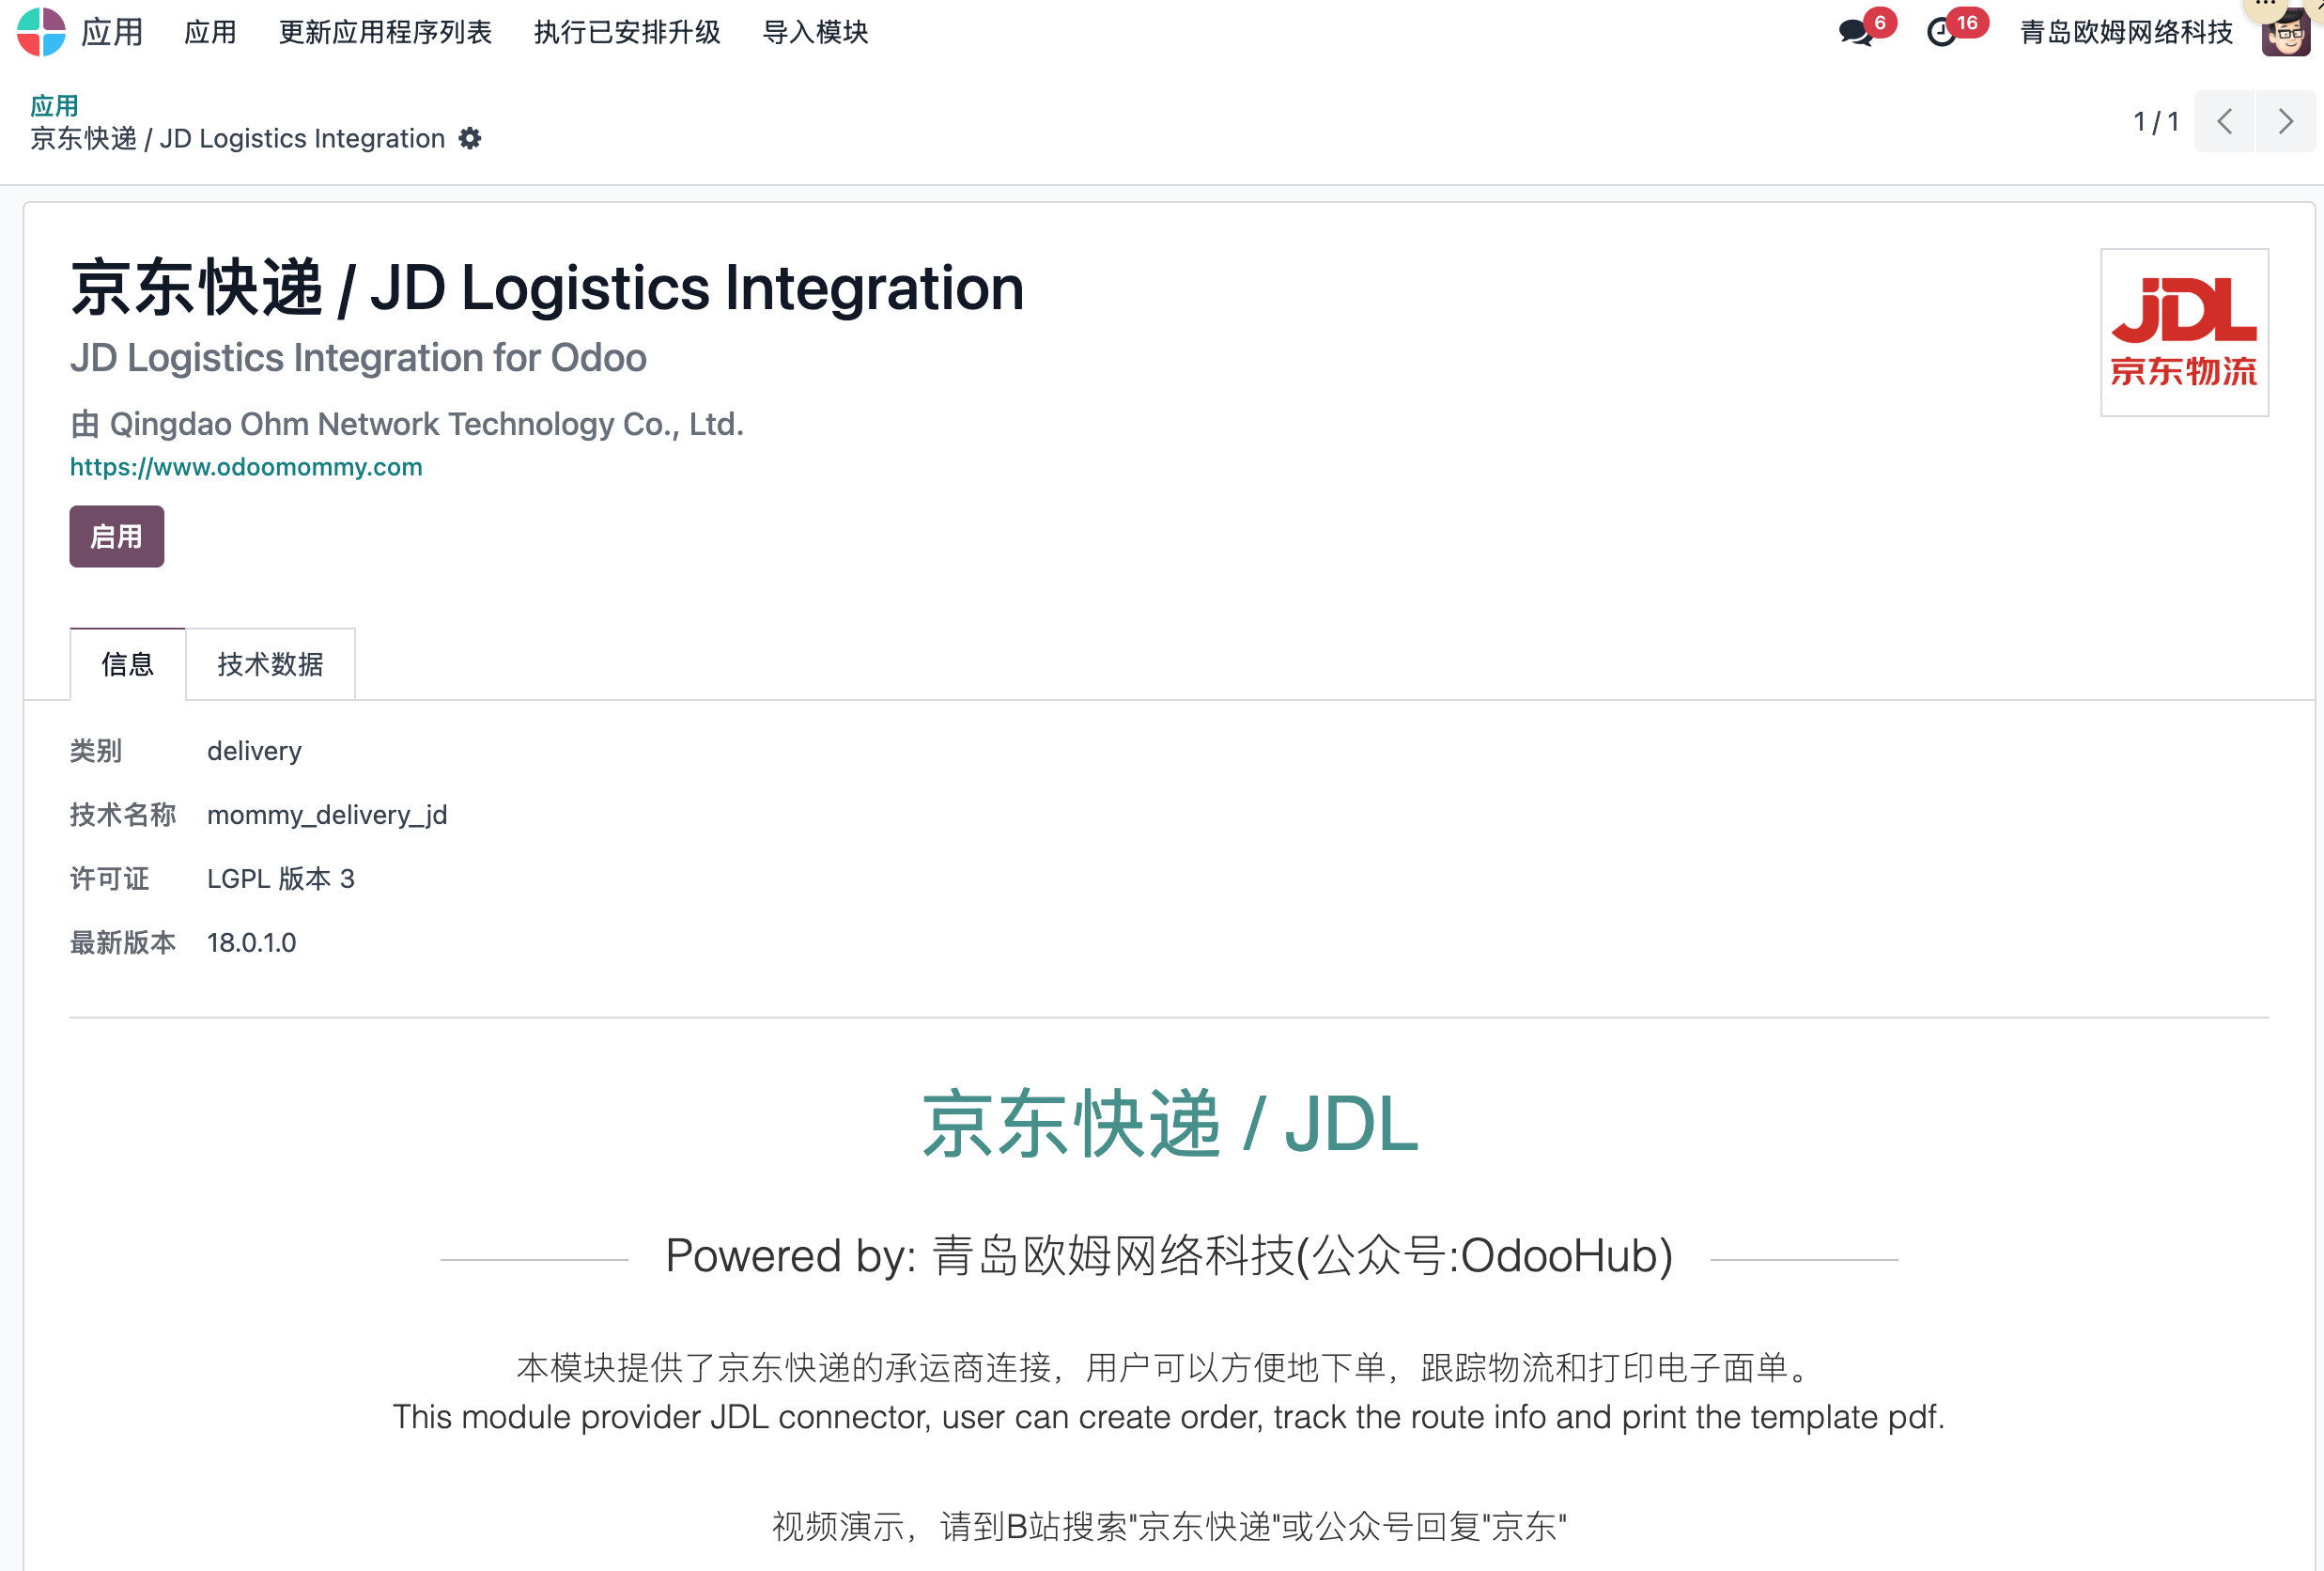 应用 应用 更新应用程序列表 执行已安排升级 导入模块 6 16 青岛欧姆网络科技
应用
京东快递 / JD Logistics Integration
1 / 1
京东快递 / JD Logistics Integration
JDL
京东物流
JD Logistics Integration for Odoo
由 Qingdao Ohm Network Technology Co., Ltd.
https://www.odoomommy.com
启用
信息 技术数据
类别 delivery
技术名称 mommy_delivery_jd
许可证 LGPL 版本 3
最新版本 18.0.1.0
京东快递 / JDL
Powered by: 青岛欧姆网络科技(公众号:OdooHub)
本模块提供了京东快递的承运商连接，用户可以方便地下单，跟踪物流和打印电子面单。
This module provider JDL connector, user can create order, track the route info and print the template pdf.
视频演示，请到B站搜索"京东快递"或公众号回复"京东"